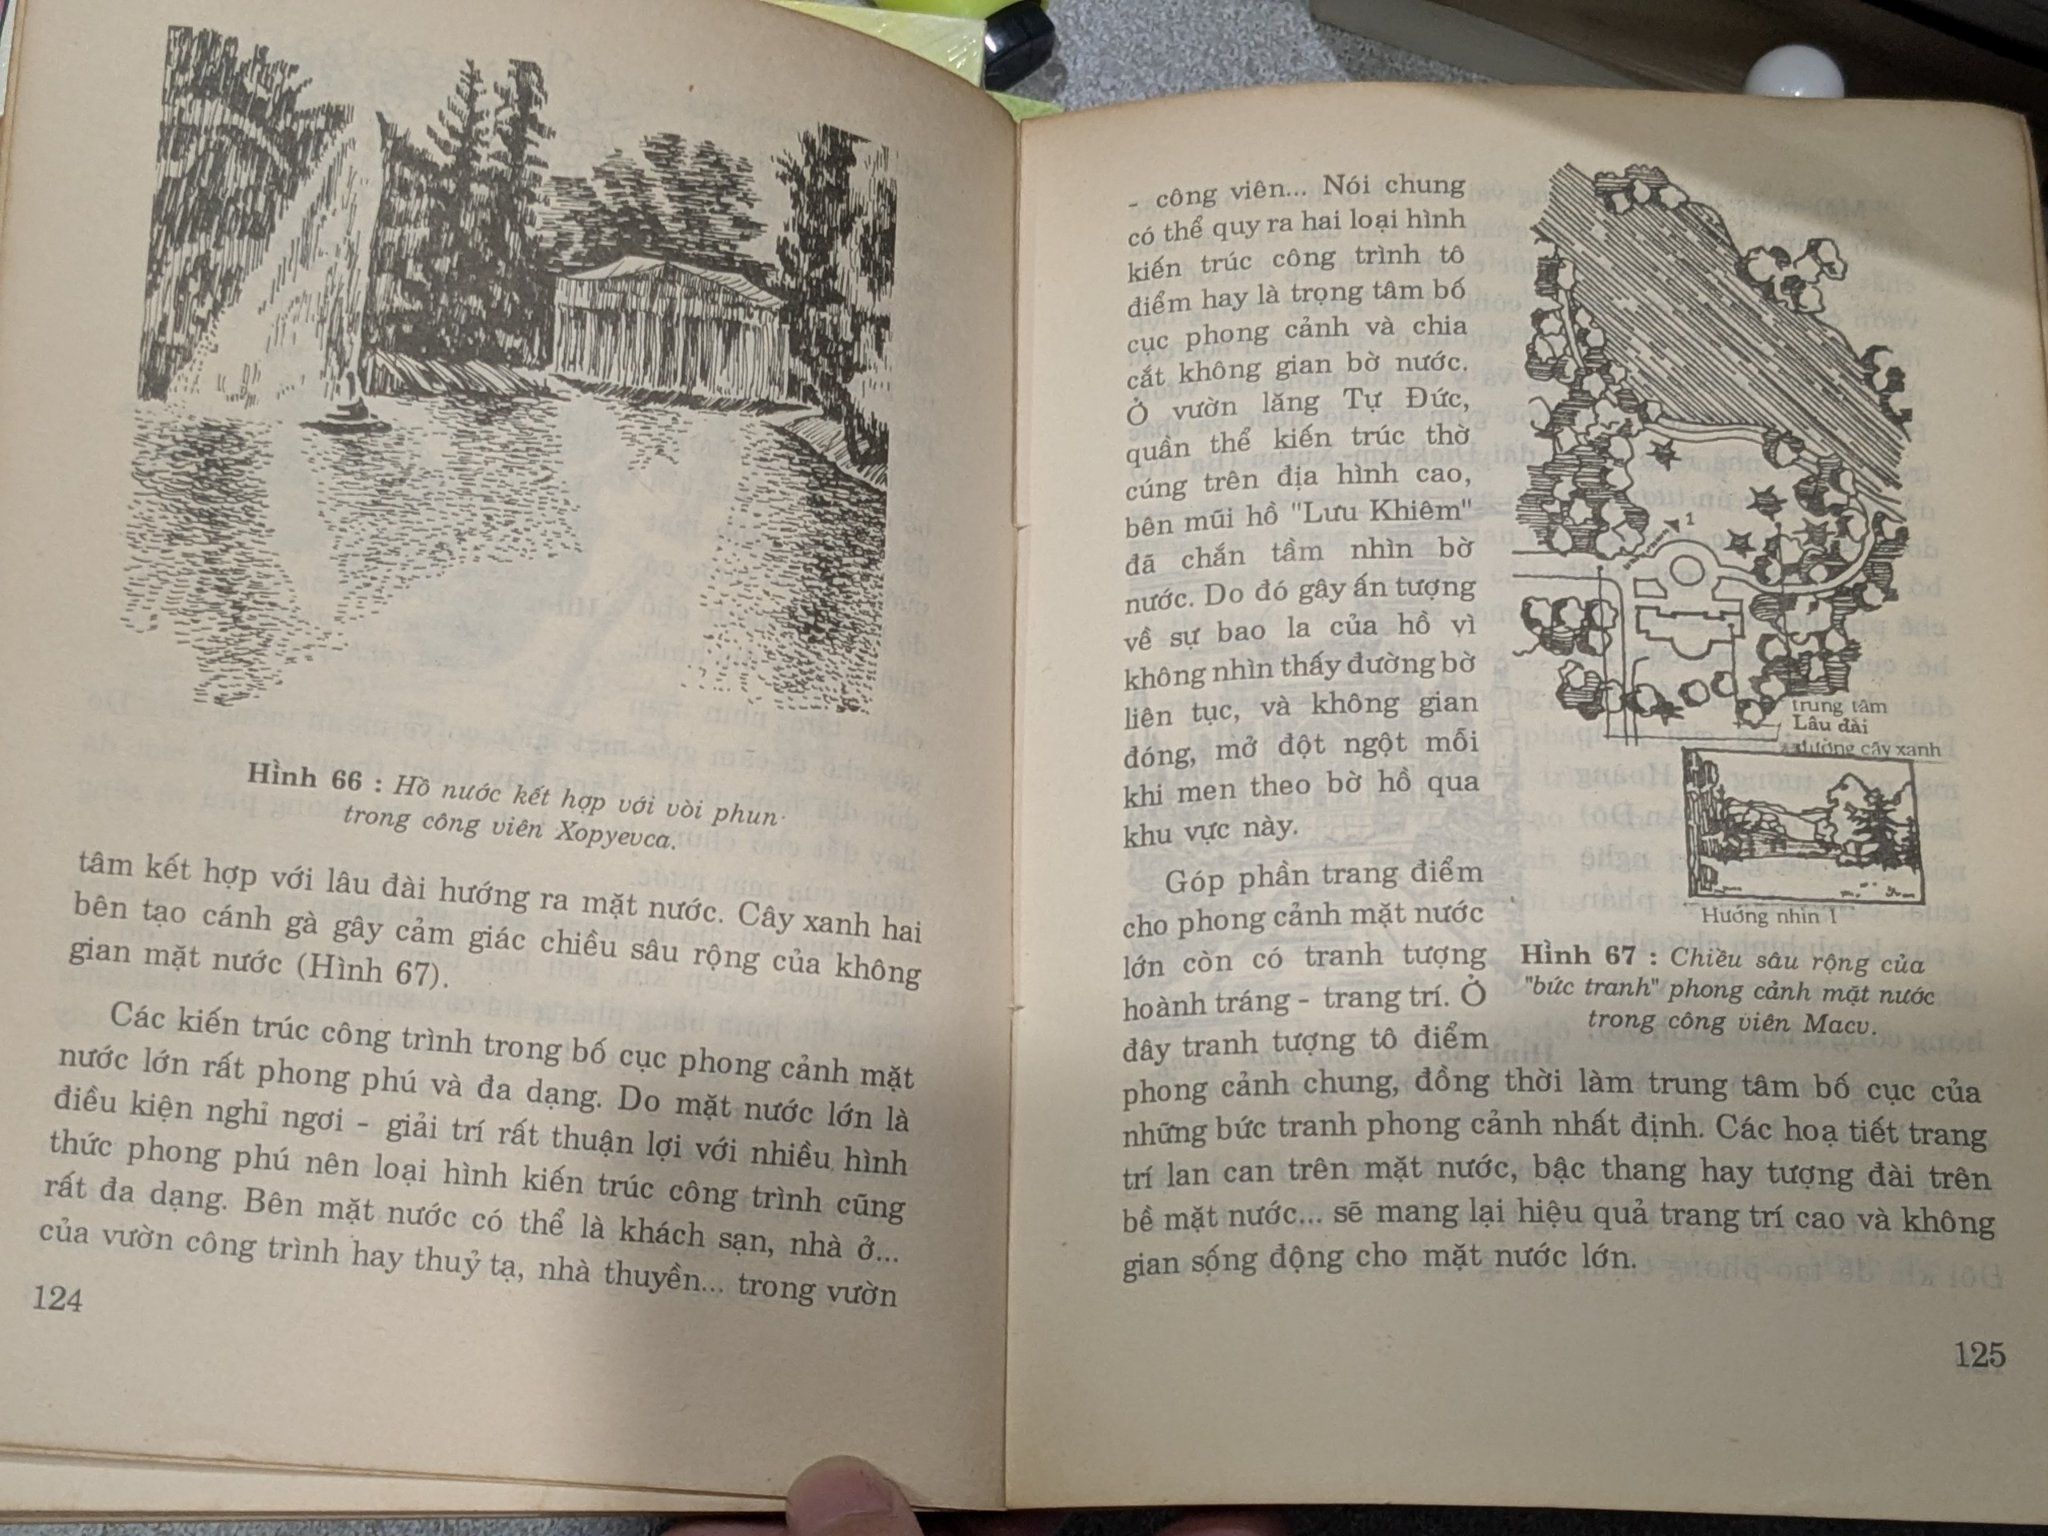 Hình 66 : Hồ nước kết hợp với vòi phun
trong công viên Xopyevca.
tâm kết hợp với lâu đài hướng ra mặt nước. Cây xanh hai
bên tạo cánh gà gây cảm giác chiều sâu rộng của không
gian mặt nước (Hình 67).
Các kiến trúc công trình trong bố cục phong cảnh mặt
nước lớn rất phong phú và đa dạng. Do mặt nước lớn là
điều kiện nghỉ ngơi - giải trí rất thuận lợi với nhiều hình
thức phong phú nên loại hình kiến trúc công trình cũng
rất đa dạng. Bên mặt nước có thể là khách sạn, nhà ở...
của vườn công trình hay thuỷ tạ, nhà thuyền... trong vườn
124
- công viên... Nói chung
có thể quy ra hai loại hình
kiến trúc công trình tô
điểm hay là trọng tâm bố
cục phong cảnh và chia
cắt không gian bờ nước.
Ở vườn lăng Tự Đức,
quần thể kiến trúc thờ
cúng trên địa hình cao,
bên mũi hồ "Lưu Khiêm"
đã chắn tầm nhìn bờ
nước. Do đó gây ấn tượng
về sự bao la của hồ vì
không nhìn thấy đường bờ
liên tục, và không gian
đóng, mở đột ngột mỗi
khi men theo bờ hồ qua
khu vực này.
Góp phần trang điểm
cho phong cảnh mặt nước
lớn còn có tranh tượng
hoành tráng - trang trí. Ở
đây tranh tượng tô điểm
phong cảnh chung, đồng thời làm trung tâm bố cục của
những bức tranh phong cảnh nhất định. Các hoạ tiết trang
trí lan can trên mặt nước, bậc thang hay tượng đài trên
bề mặt nước... sẽ mang lại hiệu quả trang trí cao và không
gian sống động cho mặt nước lớn.
1
trung tâm
Lâu đài
đường cây xanh
Hướng nhìn 1
Hình 67 : Chiều sâu rộng của
"bức tranh" phong cảnh mặt nước
trong công viên Macv.
125